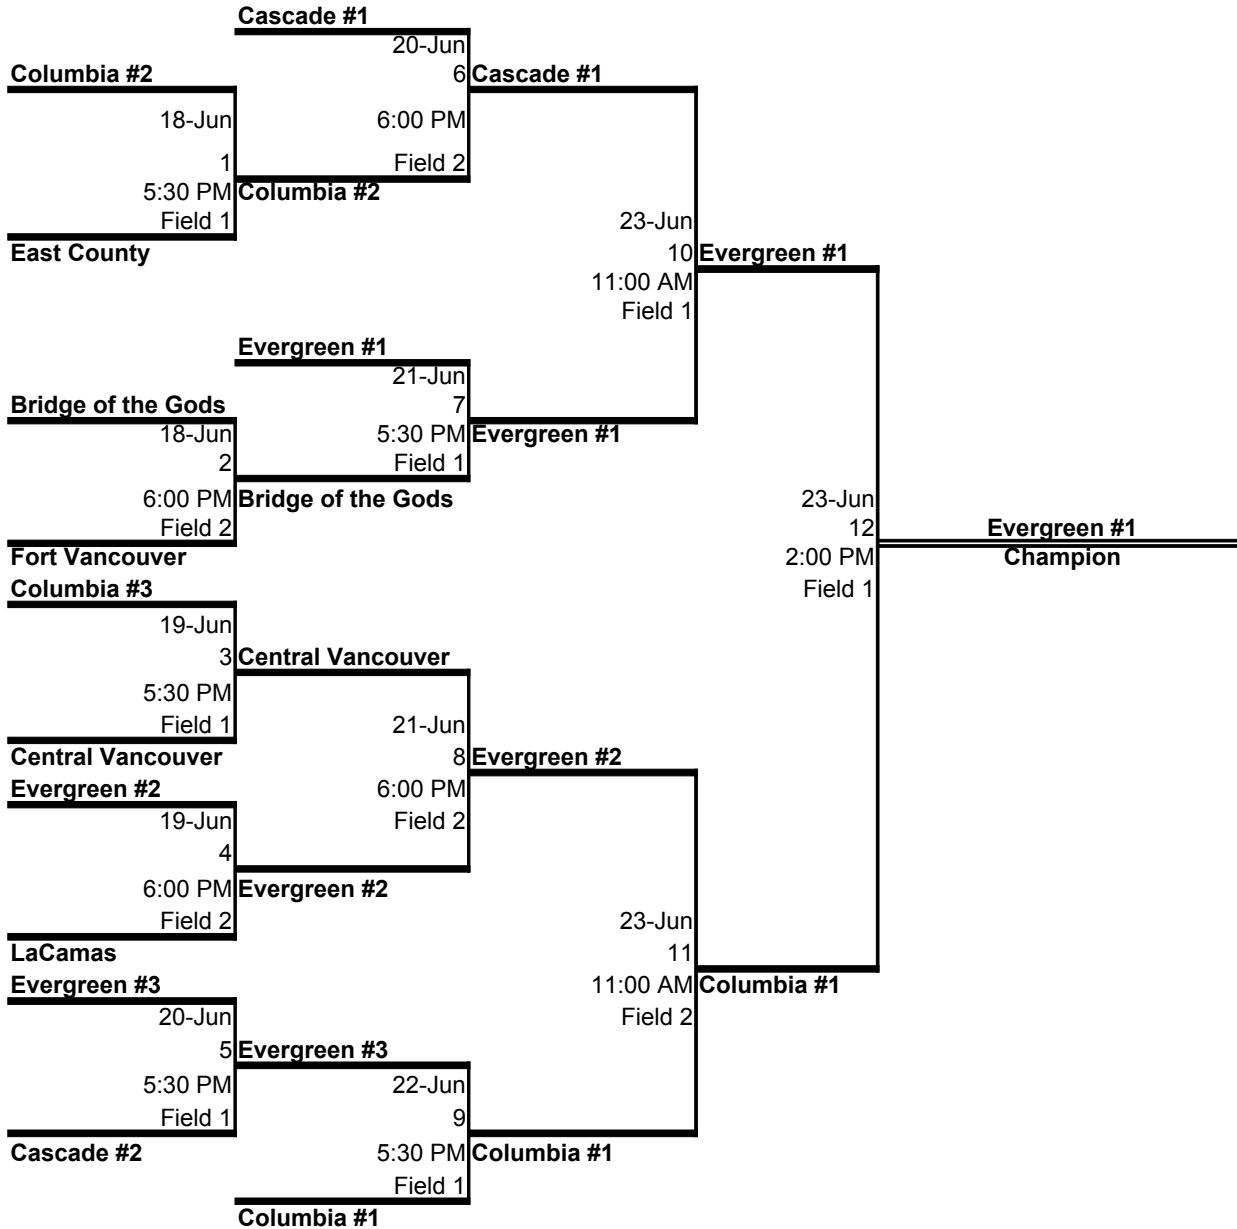 Cascade #1
20-Jun
Columbia #2
6 Cascade #1
18-Jun
6:00 PM
1
Field 2
5:30 PM Columbia #2
Field 1
23-Jun
East County
10 Evergreen #1
11:00 AM
Field 1
Evergreen #1
21-Jun
Bridge of the Gods
7
18-Jun
5:30 PM Evergreen #1
2
Field 1
6:00 PM Bridge of the Gods
23-Jun
Field 2
12
Evergreen #1
Fort Vancouver
2:00 PM
Champion
Columbia #3
Field 1
19-Jun
3 Central Vancouver
5:30 PM
Field 1
21-Jun
Central Vancouver
8 Evergreen #2
Evergreen #2
6:00 PM
19-Jun
Field 2
4
6:00 PM Evergreen #2
Field 2
23-Jun
LaCamas
11
Evergreen #3
11:00 AM Columbia #1
20-Jun
Field 2
5 Evergreen #3
5:30 PM
22-Jun
Field 1
9
Cascade #2
5:30 PM Columbia #1
Field 1
Columbia #1